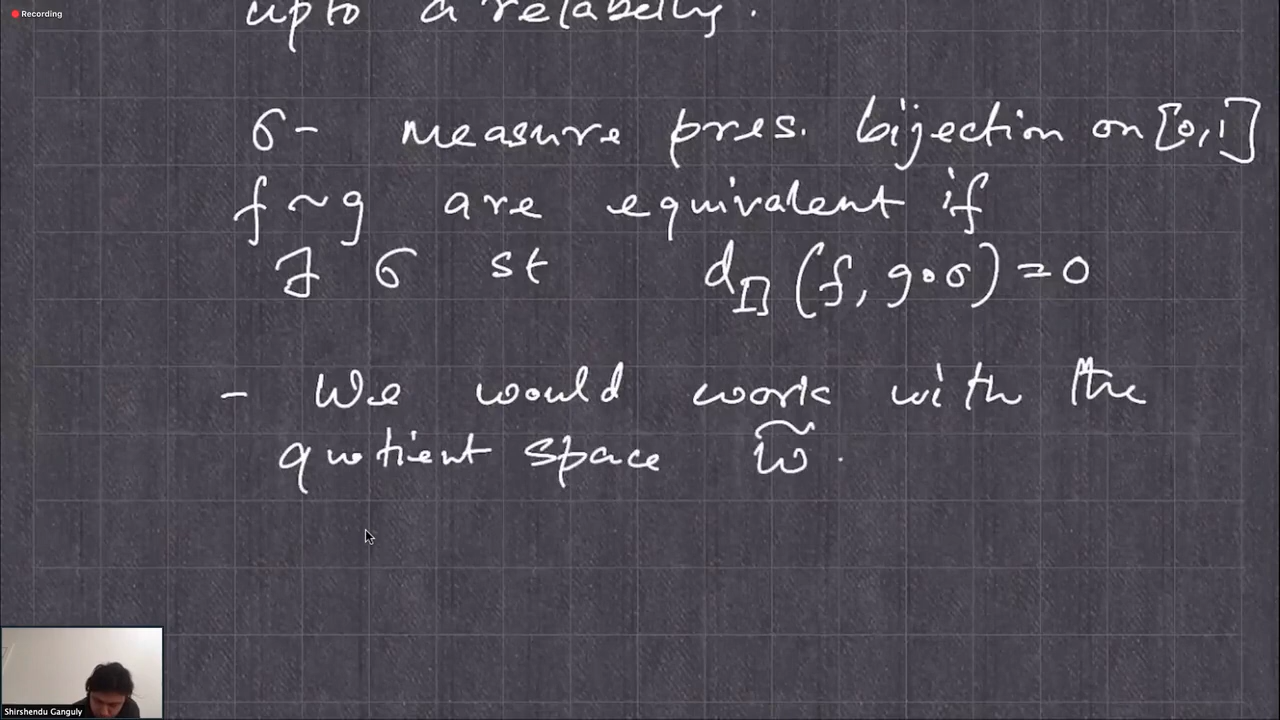 Recording
upto a relabelling.
σ- measure pres. bijection on [0,1]
f ~ g are equivalent if
∃ σ st d□(f, g∘σ) = 0
- We would work with the
quotient space W̃.
Shirshendu Ganguly